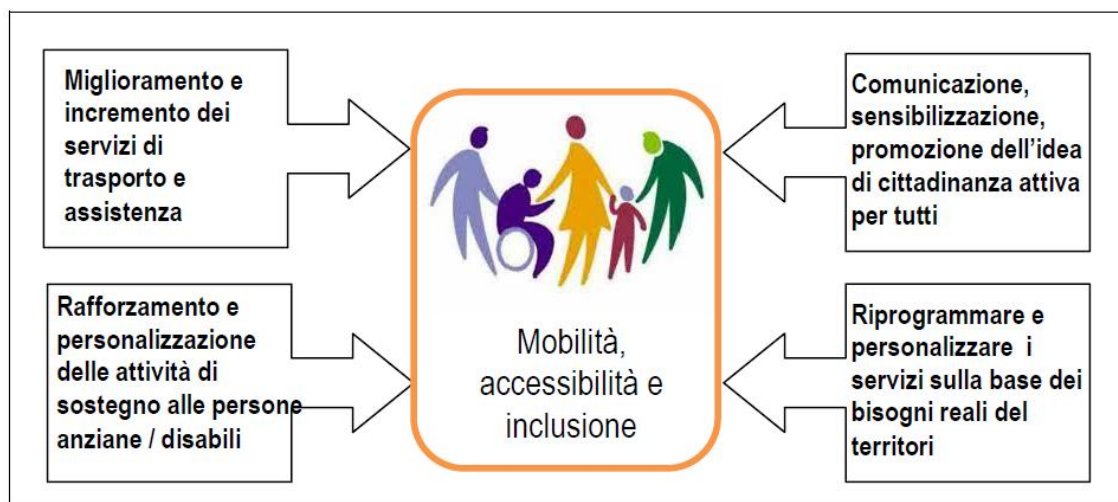 Miglioramento e
incremento dei
servizi di
trasporto e
assistenza
Rafforzamento e
personalizzazione
delle attività di
sostegno alle persone
anziane / disabili
Mobilità,
accessibilità e
inclusione
Comunicazione,
sensibilizzazione,
promozione dell'idea
di cittadinanza attiva
per tutti
Riprogrammare e
personalizzare i
servizi sulla base dei
bisogni reali del
territori